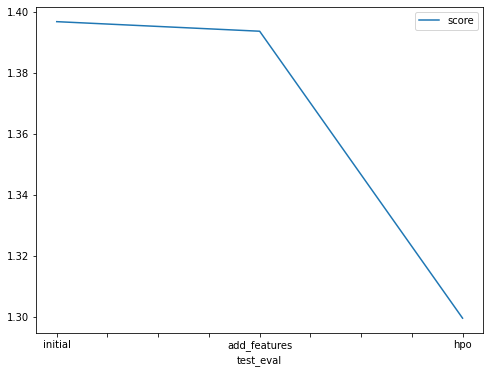 1.40
score
1.38
1.36
1.34
1.32
1.30
initial add_features hpo
test_eval